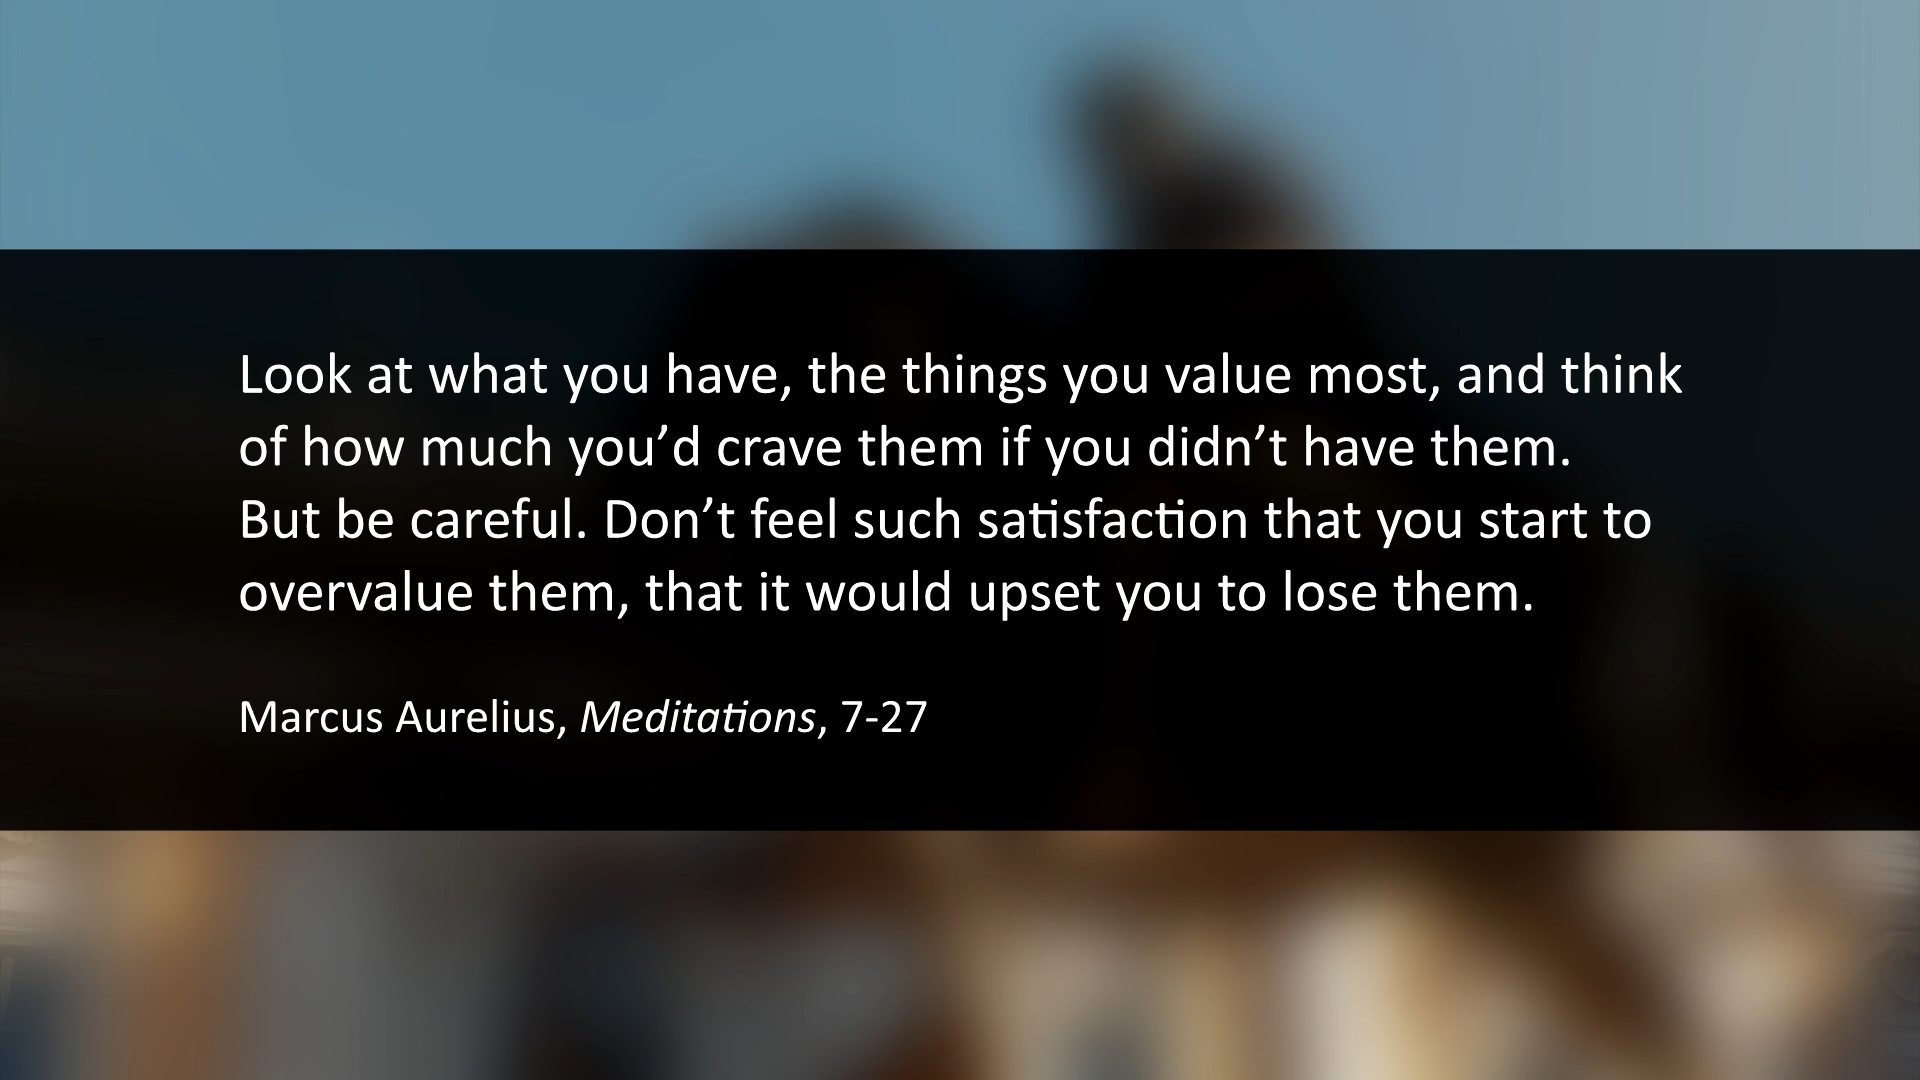 Look at what you have, the things you value most, and think
of how much you’d crave them if you didn’t have them.
But be careful. Don’t feel such satisfaction that you start to
overvalue them, that it would upset you to lose them.
Marcus Aurelius, Meditations, 7-27